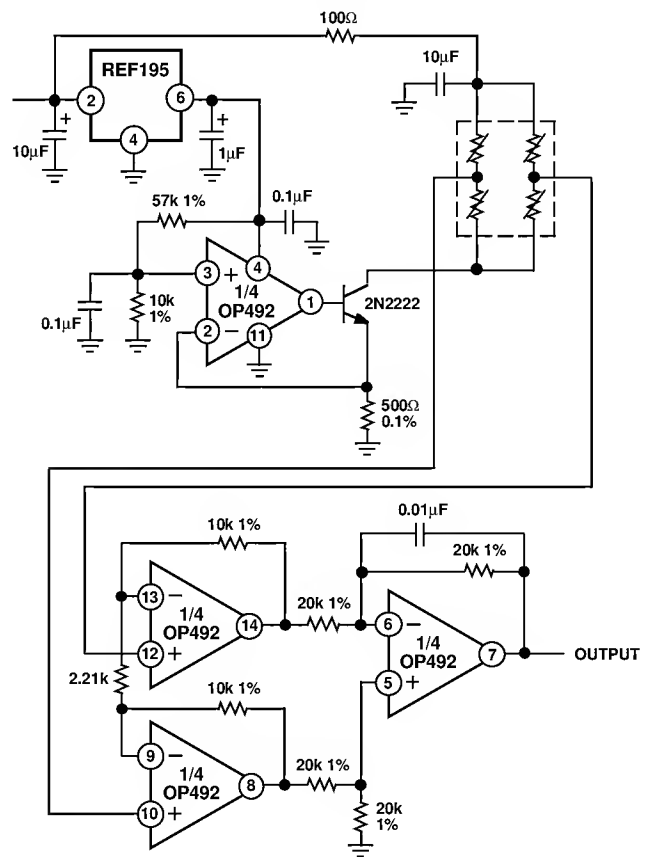 100Ω
REF195
2
6
4
+
10μF
+
1μF
10μF
57k 1%
0.1μF
3
+
4
1/4
OP492
1
2N2222
10k
1%
0.1μF
2
−
11
500Ω
0.1%
10k 1%
0.01μF
20k 1%
13
−
1/4
OP492
14
20k 1%
6
−
1/4
OP492
7
OUTPUT
12
+
5
+
2.21k
10k 1%
9
−
1/4
OP492
8
20k 1%
10
+
20k
1%